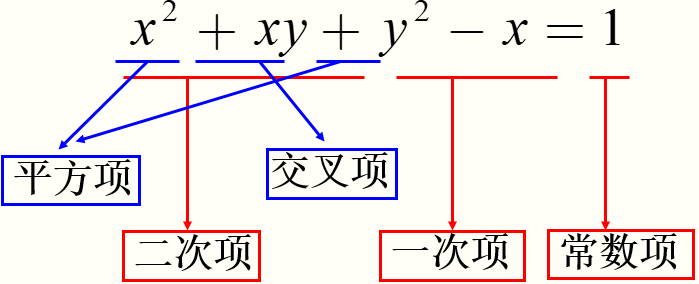 x² + xy + y² − x = 1
平方项
交叉项
二次项
一次项
常数项